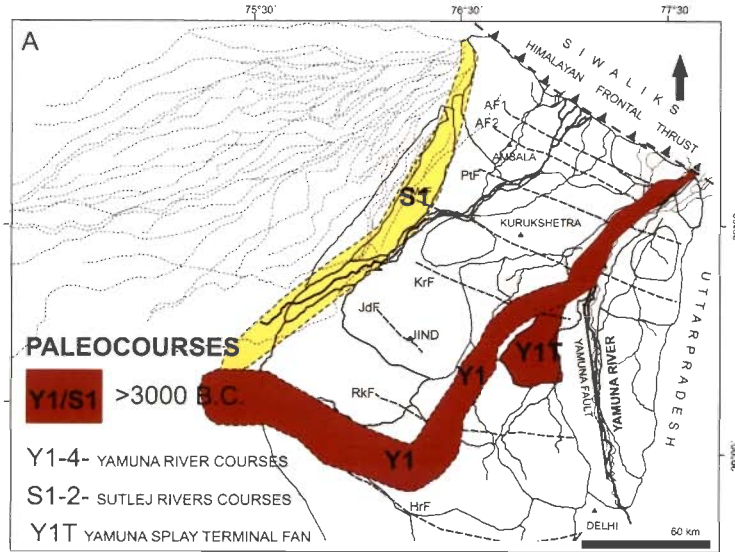 75°30'
76°30'
77°30'
A
SIWALIKS
HIMALAYAN FRONTAL THRUST
AF1
AF2
AMBALA
PtF
S1
KURUKSHETRA
KrF
JdF
JIND
PALEOCOURSES
Y1/S1 >3000 B.C.
Y1T
Y1
RkF
YAMUNA FAULT
YAMUNA RIVER
UTTARPRADESH
Y1-4- YAMUNA RIVER COURSES
Y1
S1-2- SUTLEJ RIVERS COURSES
Y1T YAMUNA SPLAY TERMINAL FAN
HrF
DELHI
60 km